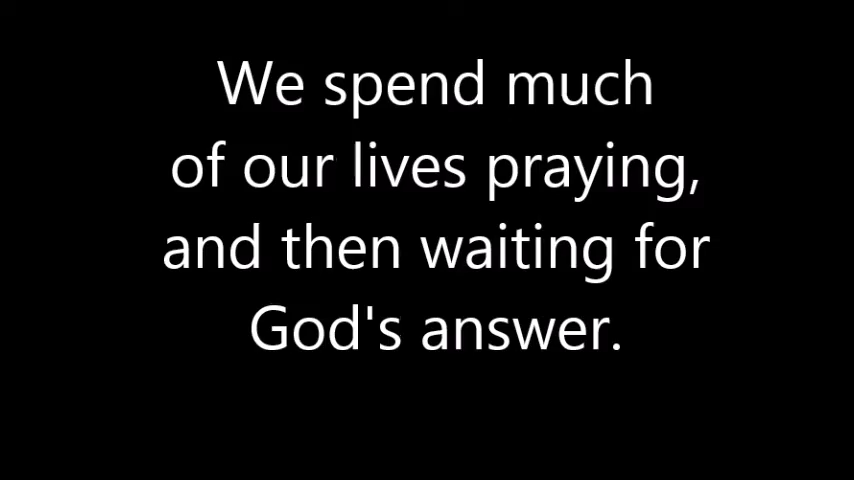 We spend much
of our lives praying,
and then waiting for
God's answer.